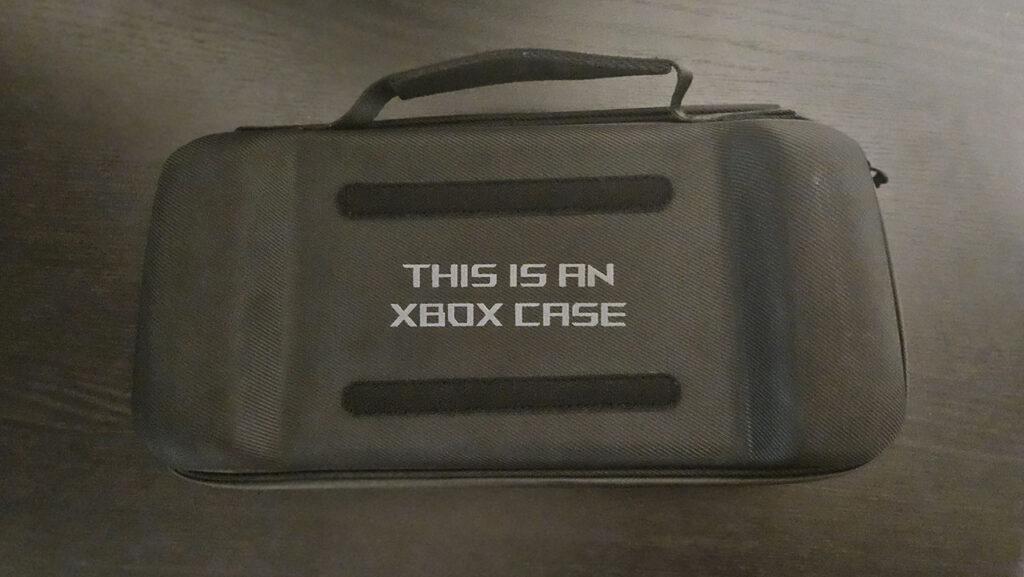 THIS IS AN
XBOX CASE